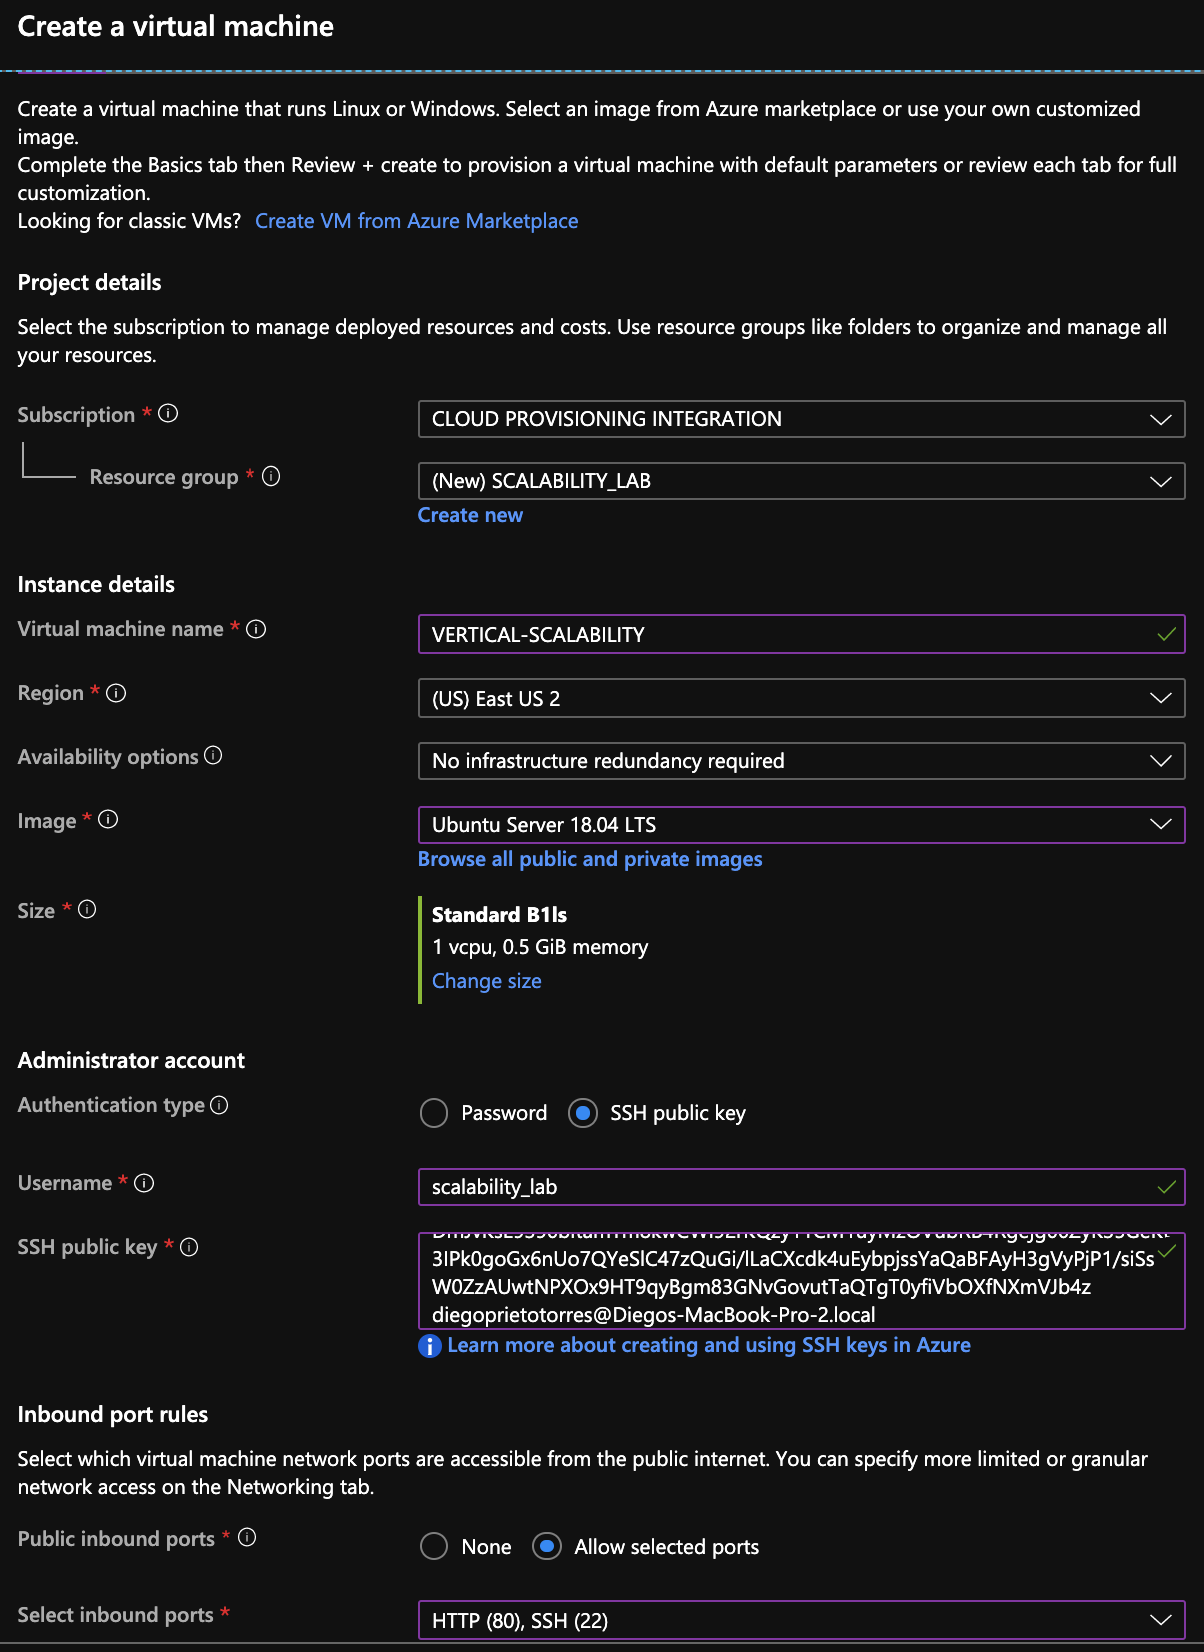 Create a virtual machine
Create a virtual machine that runs Linux or Windows. Select an image from Azure marketplace or use your own customized
image.
Complete the Basics tab then Review + create to provision a virtual machine with default parameters or review each tab for full
customization.
Looking for classic VMs? Create VM from Azure Marketplace
Project details
Select the subscription to manage deployed resources and costs. Use resource groups like folders to organize and manage all
your resources.
Subscription * CLOUD PROVISIONING INTEGRATION
Resource group * (New) SCALABILITY_LAB
Create new
Instance details
Virtual machine name * VERTICAL-SCALABILITY
Region * (US) East US 2
Availability options No infrastructure redundancy required
Image * Ubuntu Server 18.04 LTS
Browse all public and private images
Size * Standard B1ls
1 vcpu, 0.5 GiB memory
Change size
Administrator account
Authentication type Password SSH public key
Username * scalability_lab
SSH public key *
3IPk0goGx6nUo7QYeSlC47zQuGi/lLaCXcdk4uEybpjssYaQaBFAyH3gVyPjP1/siSs
W0ZzAUwtNPXOx9HT9qyBgm83GNvGovutTaQTgT0yfiVbOXfNXmVJb4z
diegoprietotorres@Diegos-MacBook-Pro-2.local
Learn more about creating and using SSH keys in Azure
Inbound port rules
Select which virtual machine network ports are accessible from the public internet. You can specify more limited or granular
network access on the Networking tab.
Public inbound ports * None Allow selected ports
Select inbound ports * HTTP (80), SSH (22)